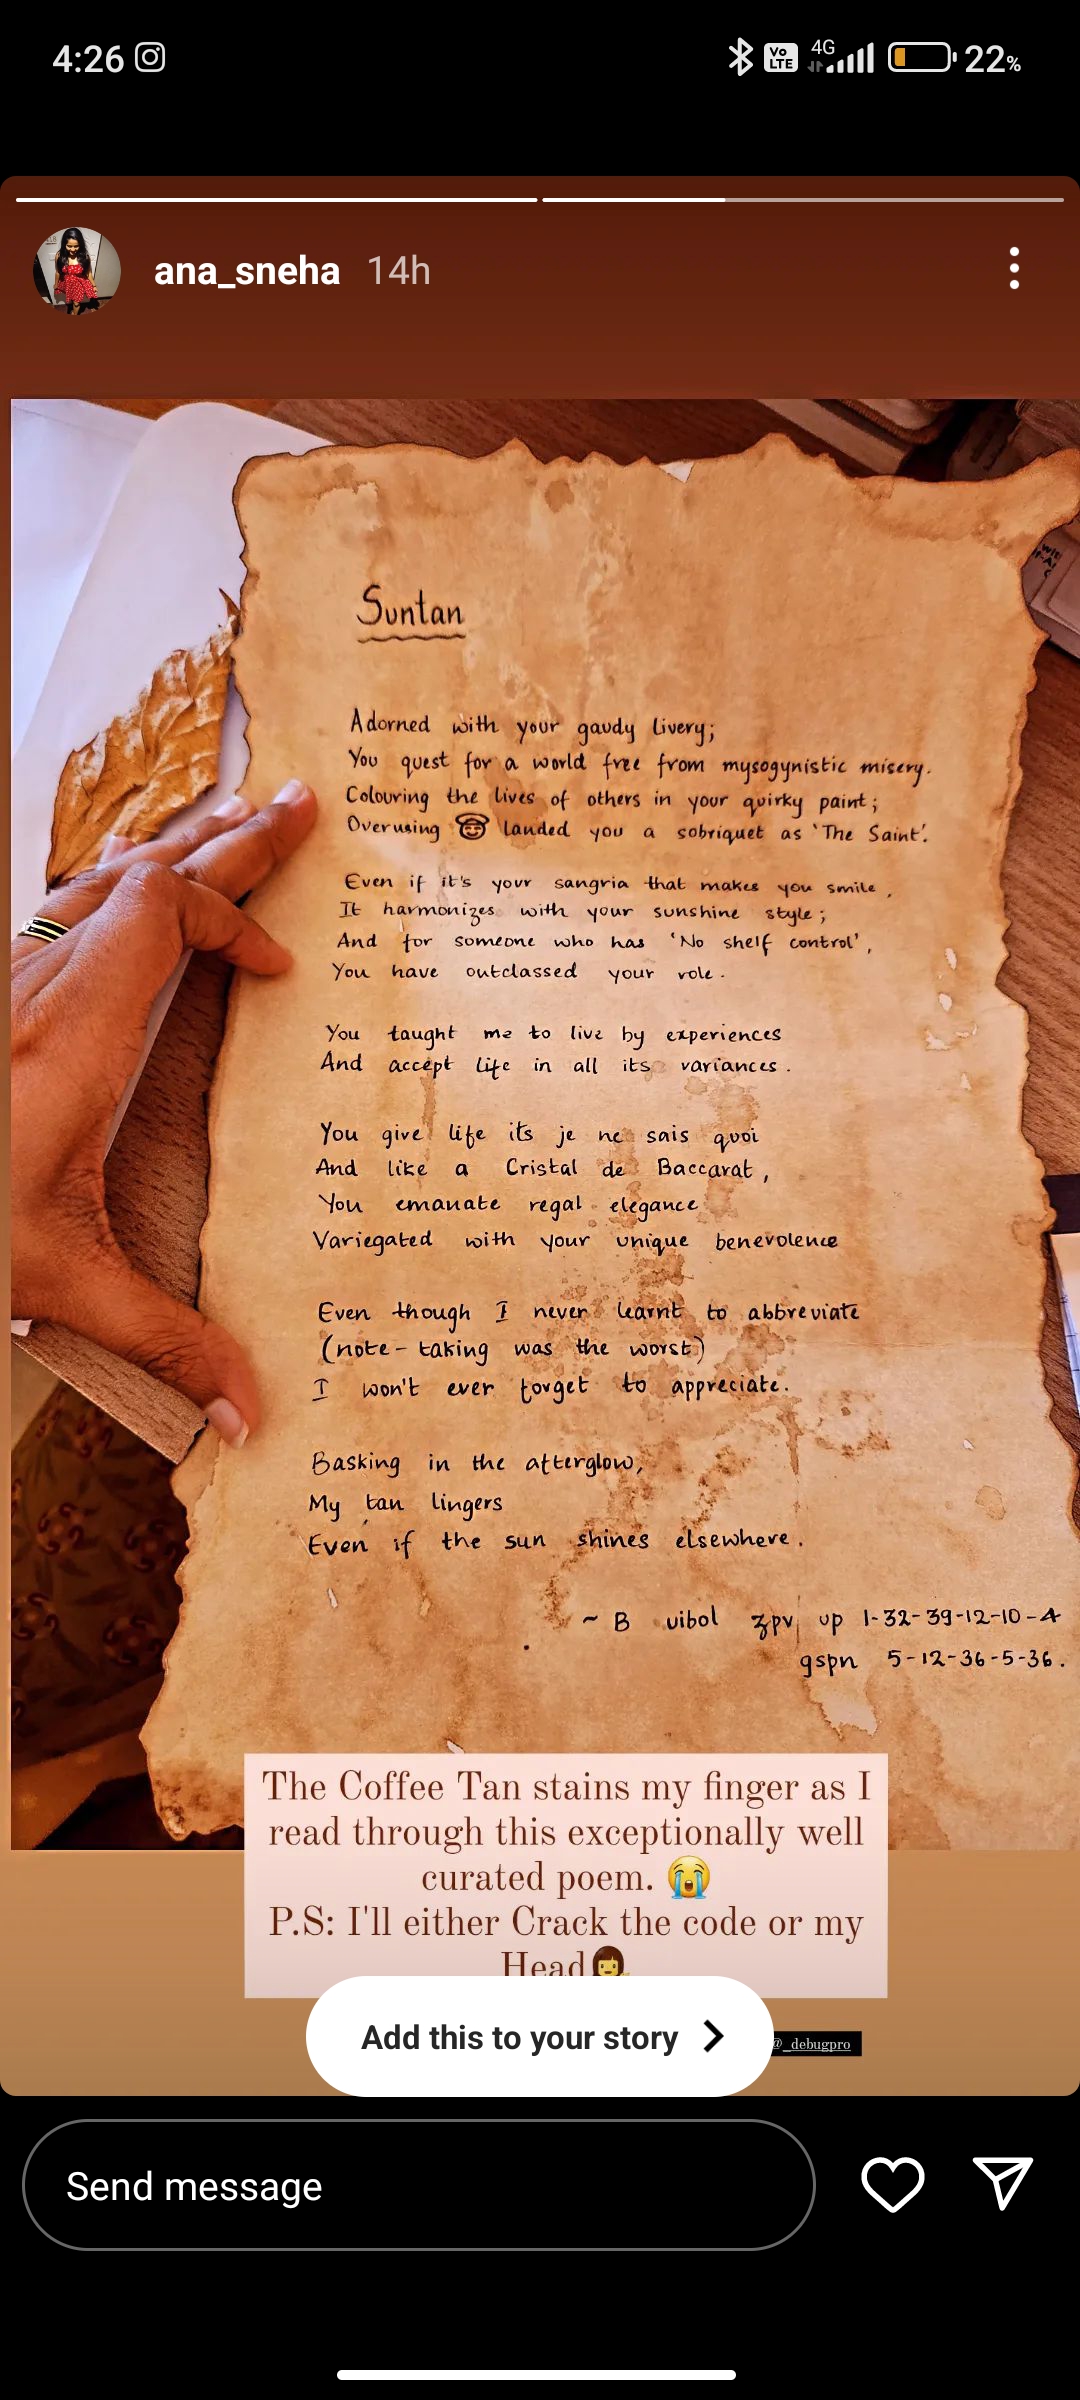 4:26
Vo LTE 4G 22%
ana_sneha 14h
Suntan
Adorned with your gaudy livery;
You quest for a world free from mysogynistic misery.
Colouring the lives of others in your quirky paint;
Overusing 😇 landed you a sobriquet as 'The Saint'.
Even if it's your sangria that makes you smile,
It harmonizes with your sunshine style;
And for someone who has 'No shelf control',
You have outclassed your role.
You taught me to live by experiences
And accept life in all its variances.
You give life its je ne sais quoi
And like a Cristal de Baccarat,
You emanate regal elegance
Variegated with your unique benevolence
Even though I never learnt to abbreviate
(note-taking was the worst)
I won't ever forget to appreciate.
Basking in the afterglow,
My tan lingers
Even if the sun shines elsewhere.
~ B uibol zpv up 1-32-39-12-10-4
gspn 5-12-36-5-36.
The Coffee Tan stains my finger as I
read through this exceptionally well
curated poem. 😭
P.S: I'll either Crack the code or my
Head
Add this to your story
@_debugpro
Send message